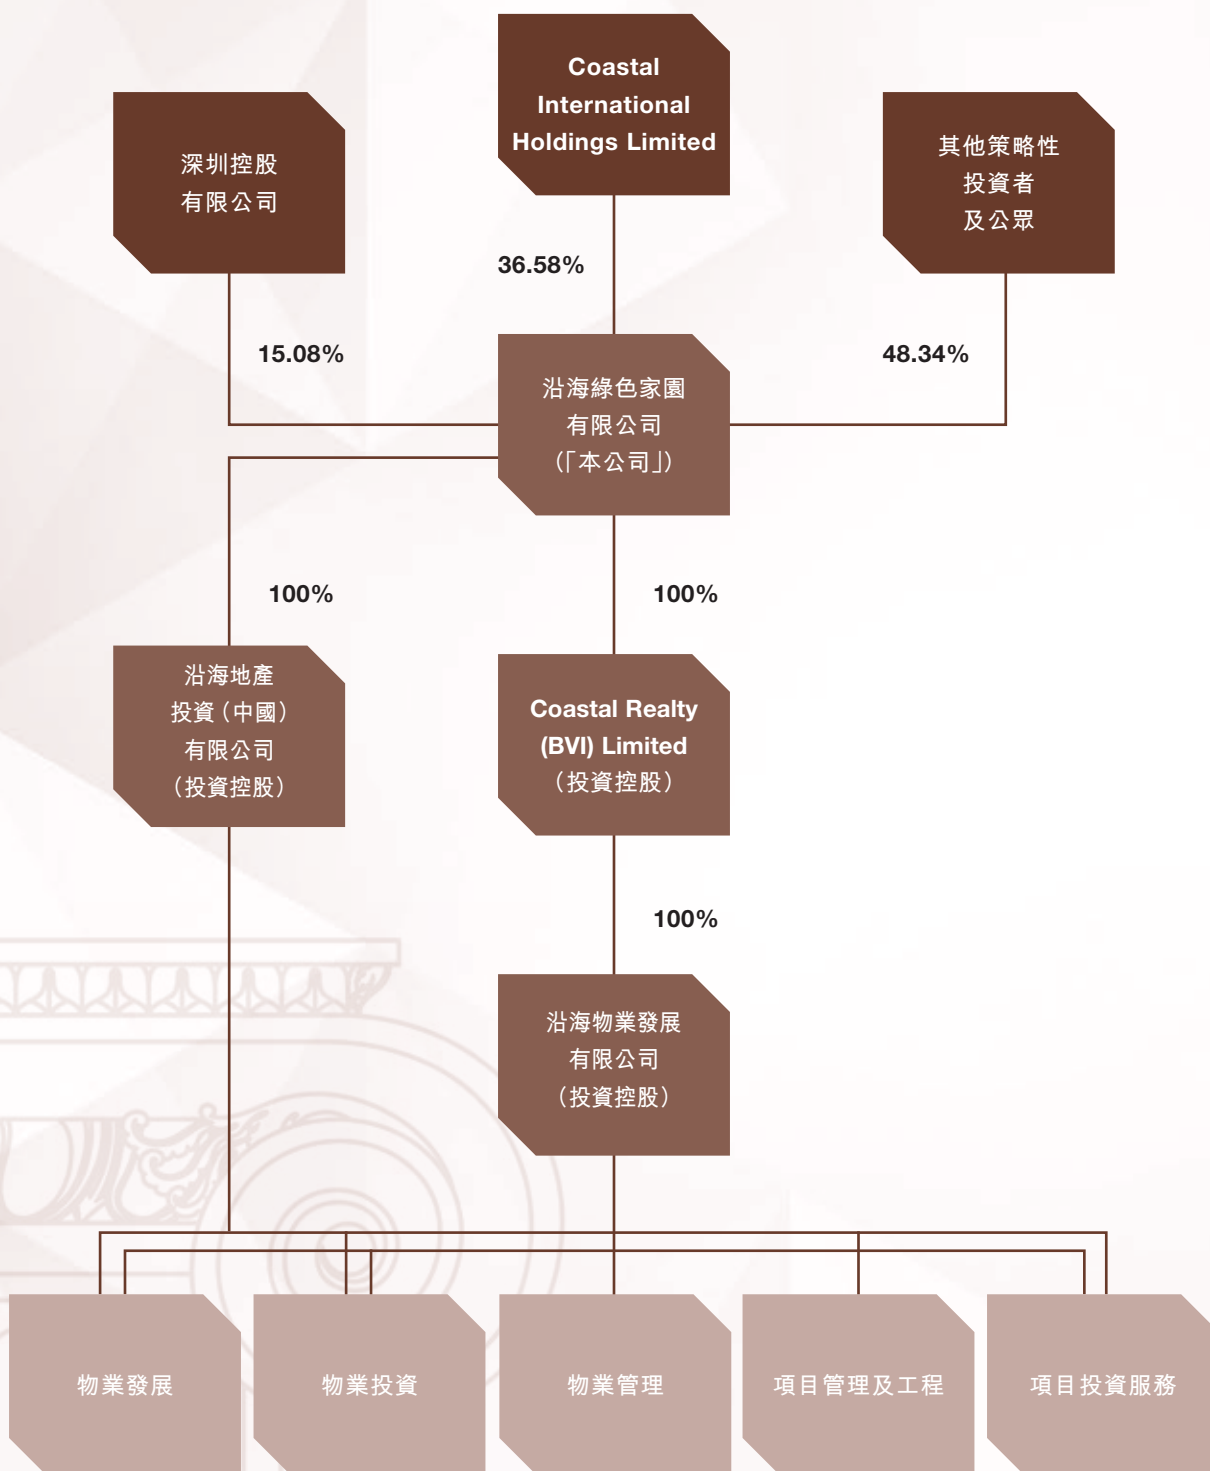 Coastal
International
Holdings Limited
深圳控股
有限公司
其他策略性
投資者
及公眾
36.58%
15.08%
48.34%
沿海綠色家園
有限公司
（「本公司」）
100%
100%
沿海地產
投資（中國）
有限公司
（投資控股）
Coastal Realty
(BVI) Limited
（投資控股）
100%
沿海物業發展
有限公司
（投資控股）
物業發展
物業投資
物業管理
項目管理及工程
項目投資服務